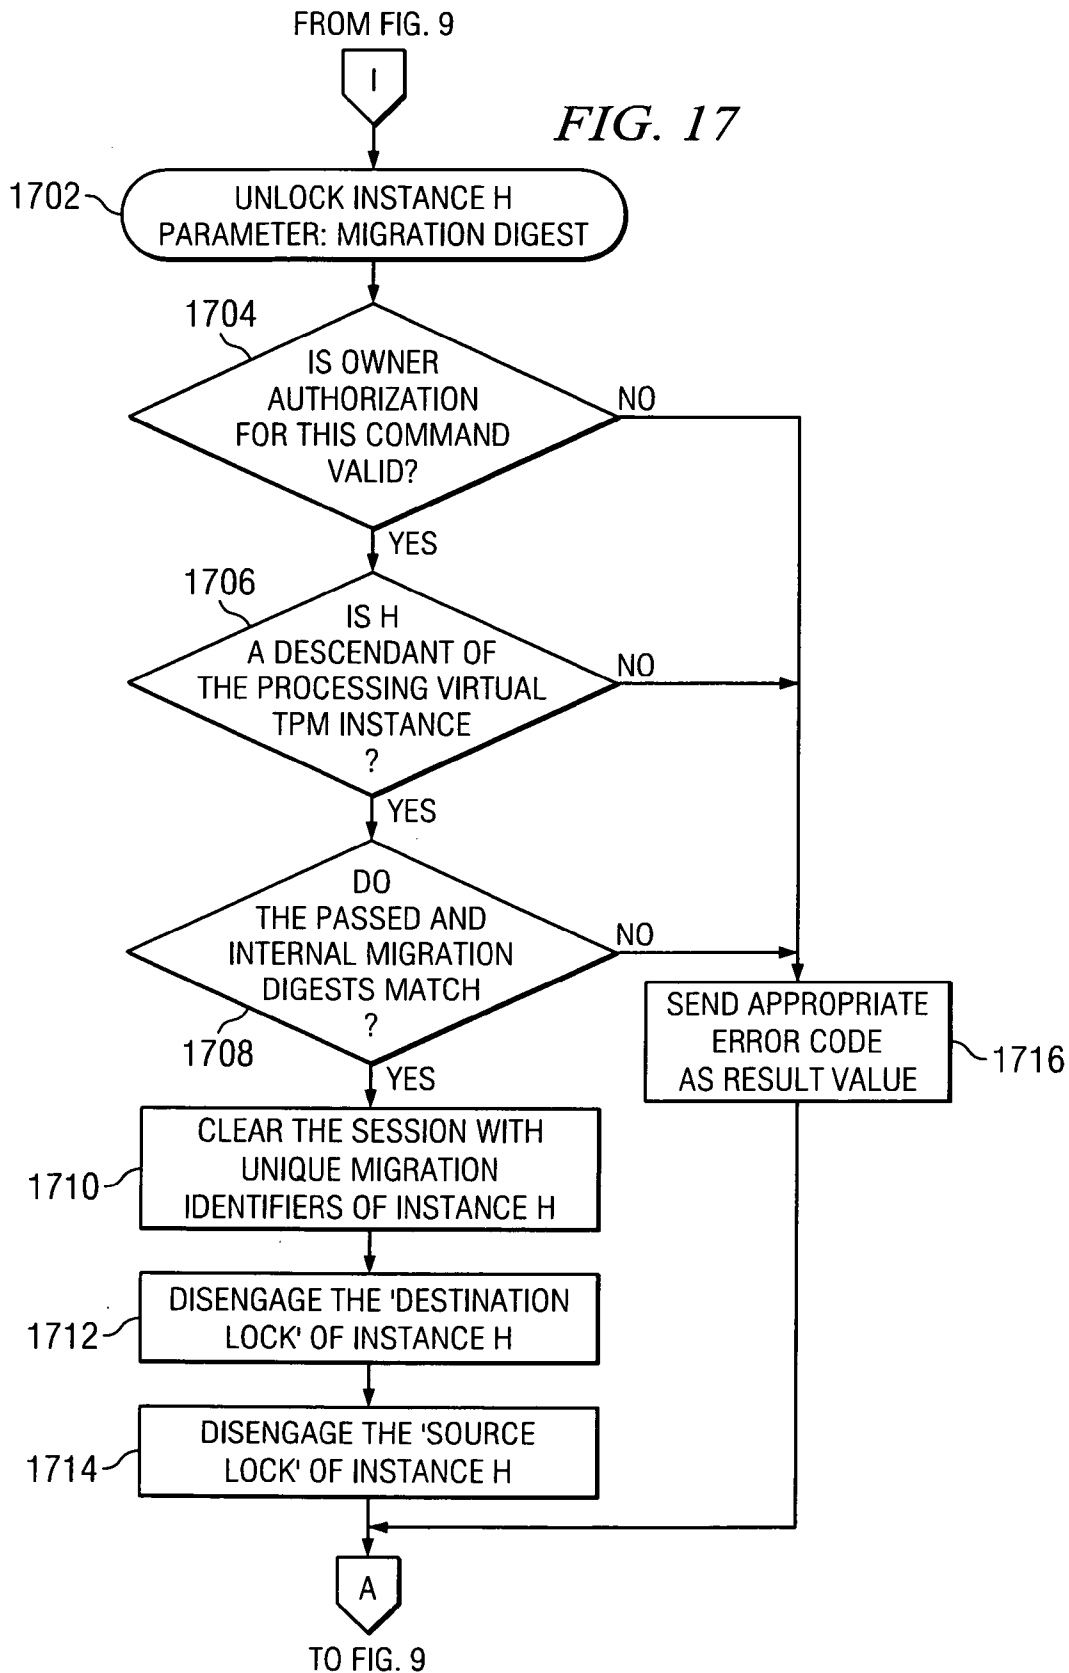 FROM FIG. 9
I
FIG. 17
1702
UNLOCK INSTANCE H
PARAMETER: MIGRATION DIGEST
1704
IS OWNER
AUTHORIZATION
FOR THIS COMMAND
VALID?
NO
YES
1706
IS H
A DESCENDANT OF
THE PROCESSING VIRTUAL
TPM INSTANCE
?
NO
YES
DO
THE PASSED AND
INTERNAL MIGRATION
DIGESTS MATCH
?
1708
NO
YES
SEND APPROPRIATE
ERROR CODE
AS RESULT VALUE
1716
CLEAR THE SESSION WITH
UNIQUE MIGRATION
IDENTIFIERS OF INSTANCE H
1710
DISENGAGE THE 'DESTINATION
LOCK' OF INSTANCE H
1712
DISENGAGE THE 'SOURCE
LOCK' OF INSTANCE H
1714
A
TO FIG. 9